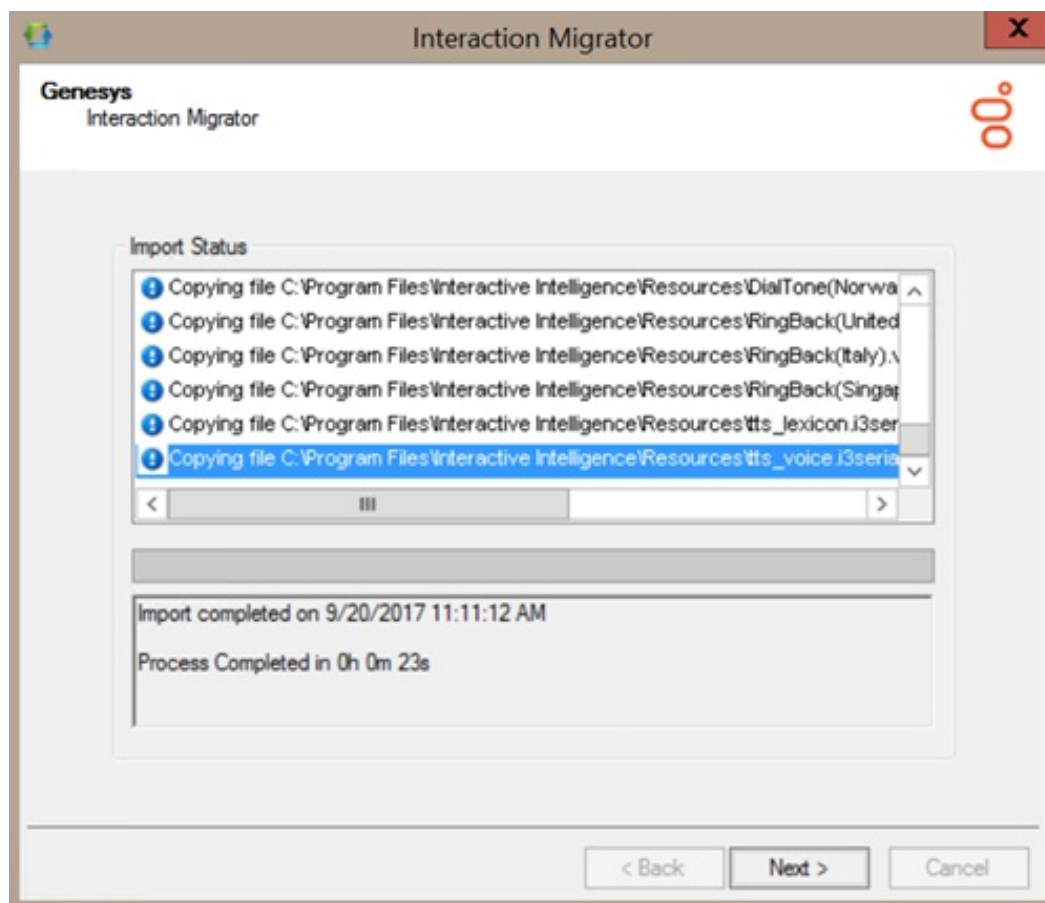 Interaction Migrator
X
Genesys
Interaction Migrator
Import Status
Copying file C:\Program Files\Interactive Intelligence\Resources\DialTone(Norwa
Copying file C:\Program Files\Interactive Intelligence\Resources\RingBack(United
Copying file C:\Program Files\Interactive Intelligence\Resources\RingBack(Italy).
Copying file C:\Program Files\Interactive Intelligence\Resources\RingBack(Singap
Copying file C:\Program Files\Interactive Intelligence\Resources\tts_lexicon.i3ser
Copying file C:\Program Files\Interactive Intelligence\Resources\tts_voice.i3seria
Import completed on 9/20/2017 11:11:12 AM
Process Completed in 0h 0m 23s
< Back Next > Cancel